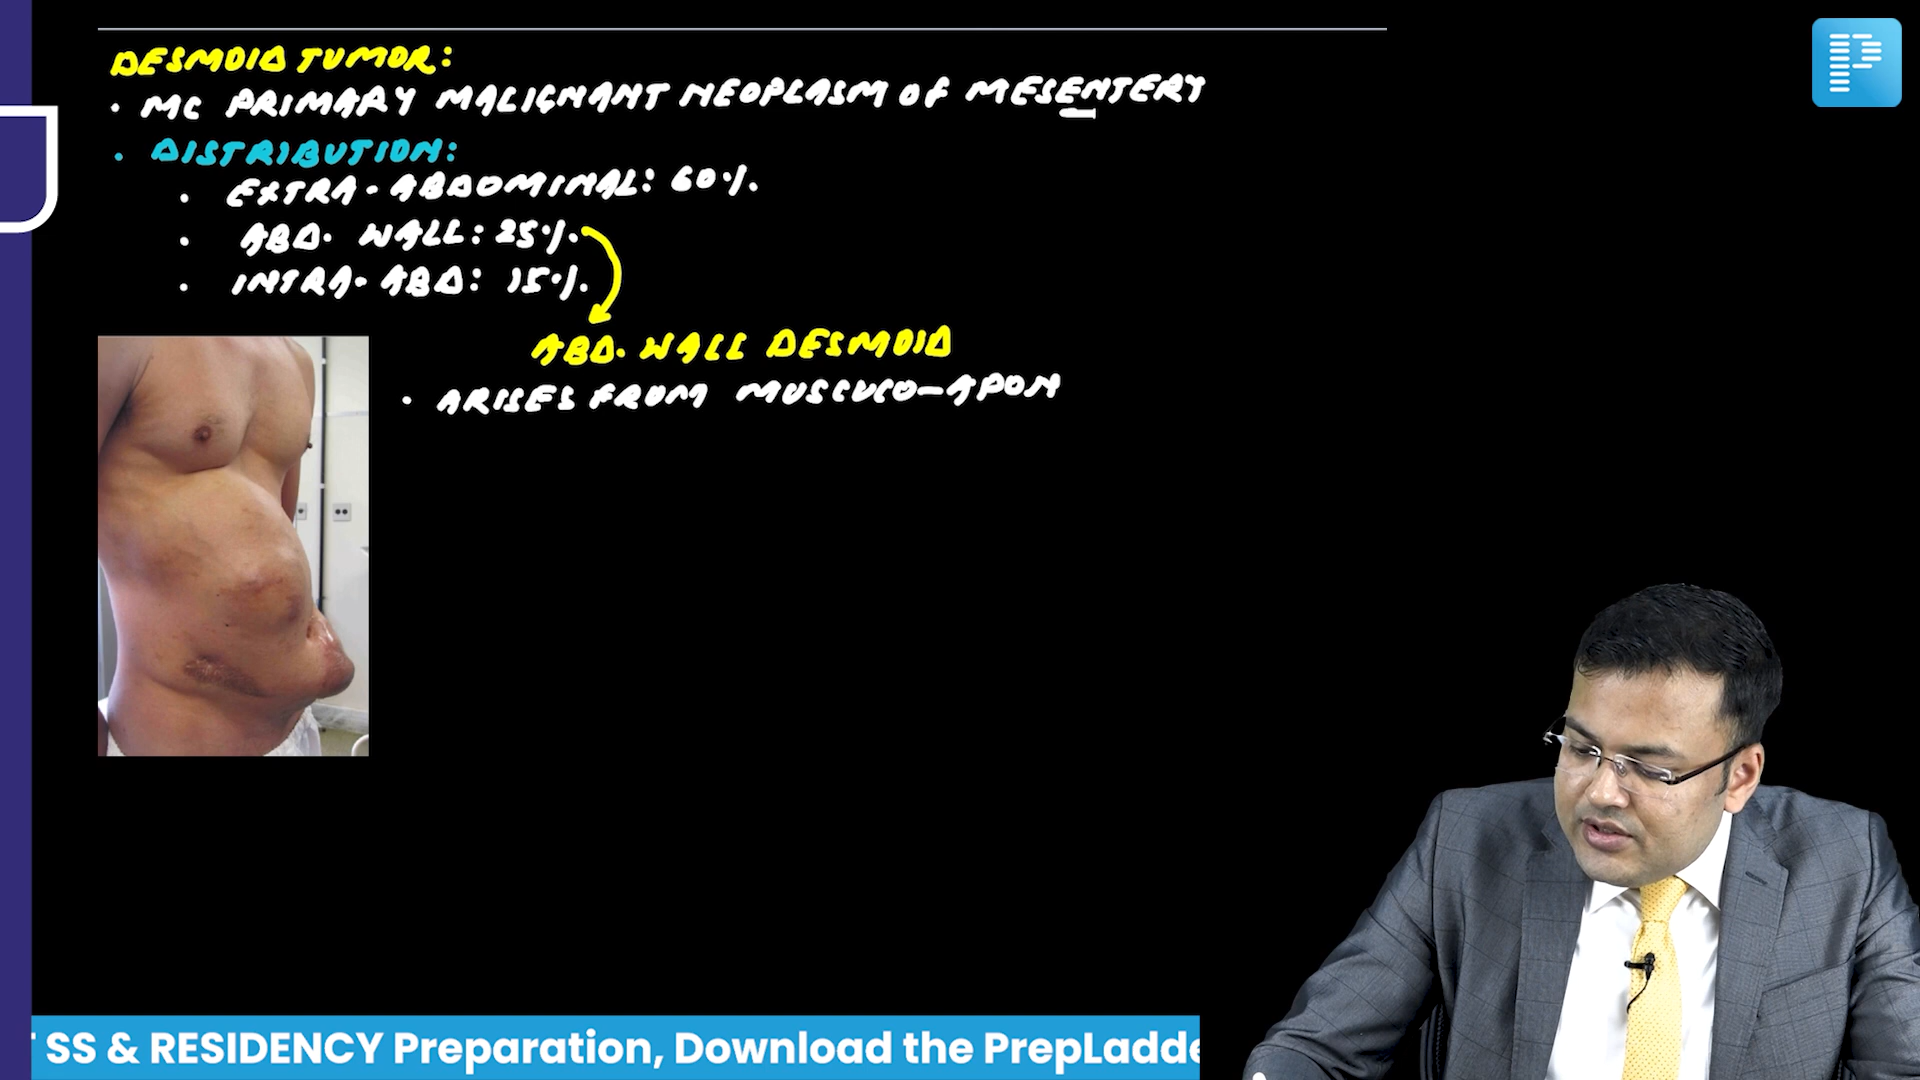 DESMOID TUMOR:
• MC PRIMARY MALIGNANT NEOPLASM OF MESENTERY
• DISTRIBUTION:
• EXTRA-ABDOMINAL: 60%.
• ABD. WALL: 25%.
• INTRA-ABD: 15%.
ABD. WALL DESMOID
• ARISES FROM MUSCULO-APON
SS & RESIDENCY Preparation, Download the PrepLadde